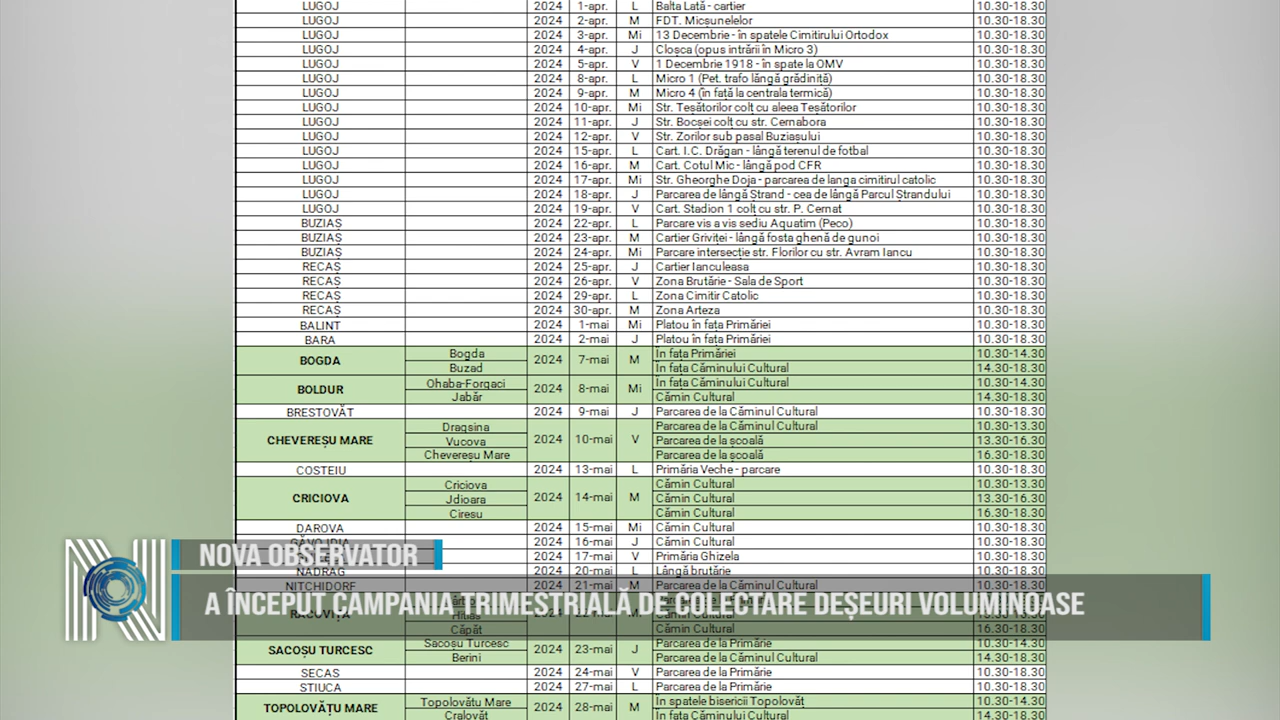 LUGOJ 2024 1-apr. L Balta Lată - cartier 10.30-18.30
LUGOJ 2024 2-apr. M FDT. Micșunelelor 10.30-18.30
LUGOJ 2024 3-apr. Mi 13 Decembrie - în spatele Cimitirului Ortodox 10.30-18.30
LUGOJ 2024 4-apr. J Cloșca (opus intrării în Micro 3) 10.30-18.30
LUGOJ 2024 5-apr. V 1 Decembrie 1918 - în spate la OMV 10.30-18.30
LUGOJ 2024 8-apr. L Micro 1 (Pet. trafo lângă grădiniță) 10.30-18.30
LUGOJ 2024 9-apr. M Micro 4 (în față la centrala termică) 10.30-18.30
LUGOJ 2024 10-apr. Mi Str. Țesătorilor colț cu aleea Țesătorilor 10.30-18.30
LUGOJ 2024 11-apr. J Str. Bocșei colț cu str. Cernabora 10.30-18.30
LUGOJ 2024 12-apr. V Str. Zorilor sub pasaj Buziașului 10.30-18.30
LUGOJ 2024 15-apr. L Cart. I.C. Drăgan - lângă terenul de fotbal 10.30-18.30
LUGOJ 2024 16-apr. M Cart. Cotul Mic - lângă pod CFR 10.30-18.30
LUGOJ 2024 17-apr. Mi Str. Gheorghe Doja - parcarea de langa cimitirul catolic 10.30-18.30
LUGOJ 2024 18-apr. J Parcarea de lângă Ștrand - cea de lângă Parcul Ștrandului 10.30-18.30
LUGOJ 2024 19-apr. V Cart. Stadion 1 colț cu str. P. Cernat 10.30-18.30
BUZIAȘ 2024 22-apr. L Parcare vis a vis sediu Aquatim (Peco) 10.30-18.30
BUZIAȘ 2024 23-apr. M Cartier Griviței - lângă fosta ghenă de gunoi 10.30-18.30
BUZIAȘ 2024 24-apr. Mi Parcare intersecție str. Florilor cu str. Avram Iancu 10.30-18.30
RECAȘ 2024 25-apr. J Cartier Ianculeasa 10.30-18.30
RECAȘ 2024 26-apr. V Zona Brutărie - Sala de Sport 10.30-18.30
RECAȘ 2024 29-apr. L Zona Cimitir Catolic 10.30-18.30
RECAȘ 2024 30-apr. M Zona Arteza 10.30-18.30
BALINT 2024 1-mai Mi Platou în fața Primăriei 10.30-18.30
BARA 2024 2-mai J Platou în fața Primăriei 10.30-18.30
BOGDA Bogda 2024 7-mai M În fața Primăriei 10.30-14.30
Buzad În fața Căminului Cultural 14.30-18.30
BOLDUR Ohaba-Forgaci 2024 8-mai Mi În fața Căminului Cultural 10.30-14.30
Jabăr Cămin Cultural 14.30-18.30
BRESTOVĂT 2024 9-mai J Parcarea de la Căminul Cultural 10.30-18.30
CHEVEREȘU MARE Dragsina 2024 10-mai V Parcarea de la Căminul Cultural 10.30-13.30
Vucova Parcarea de la școală 13.30-16.30
Chevereșu Mare Parcarea de la școală 16.30-18.30
COSTEIU 2024 13-mai L Primăria Veche - parcare 10.30-18.30
CRICIOVA Criciova 2024 14-mai M Cămin Cultural 10.30-13.30
Jdioara Cămin Cultural 13.30-16.30
Ciresu Cămin Cultural 16.30-18.30
DAROVA 2024 15-mai Mi Cămin Cultural 10.30-18.30
GĂVOJDIA 2024 16-mai J Cămin Cultural 10.30-18.30
2024 17-mai V Primăria Ghizela 10.30-18.30
NĂDRAG 2024 20-mai L Lângă brutărie 10.30-18.30
NITCHIDORF 2024 21-mai M Parcarea de la Căminul Cultural 10.30-18.30
RACOVIȚA Hitias
Căpăt Cămin Cultural 16.30-18.30
SACOȘU TURCESC Sacoșu Turcesc 2024 23-mai J Parcarea de la Primărie 10.30-14.30
Berini Parcarea de la Căminul Cultural 14.30-18.30
SECAS 2024 24-mai V Parcarea de la Primărie 10.30-18.30
STIUCA 2024 27-mai L Parcarea de la Primărie 10.30-18.30
TOPOLOVĂȚU MARE Topolovățu Mare 2024 28-mai M În spatele bisericii Topolovăț 10.30-14.30
Cralovăt În fața Căminului Cultural 14.30-18.30
NOVA OBSERVATOR
A ÎNCEPUT CAMPANIA TRIMESTRIALĂ DE COLECTARE DEȘEURI VOLUMINOASE